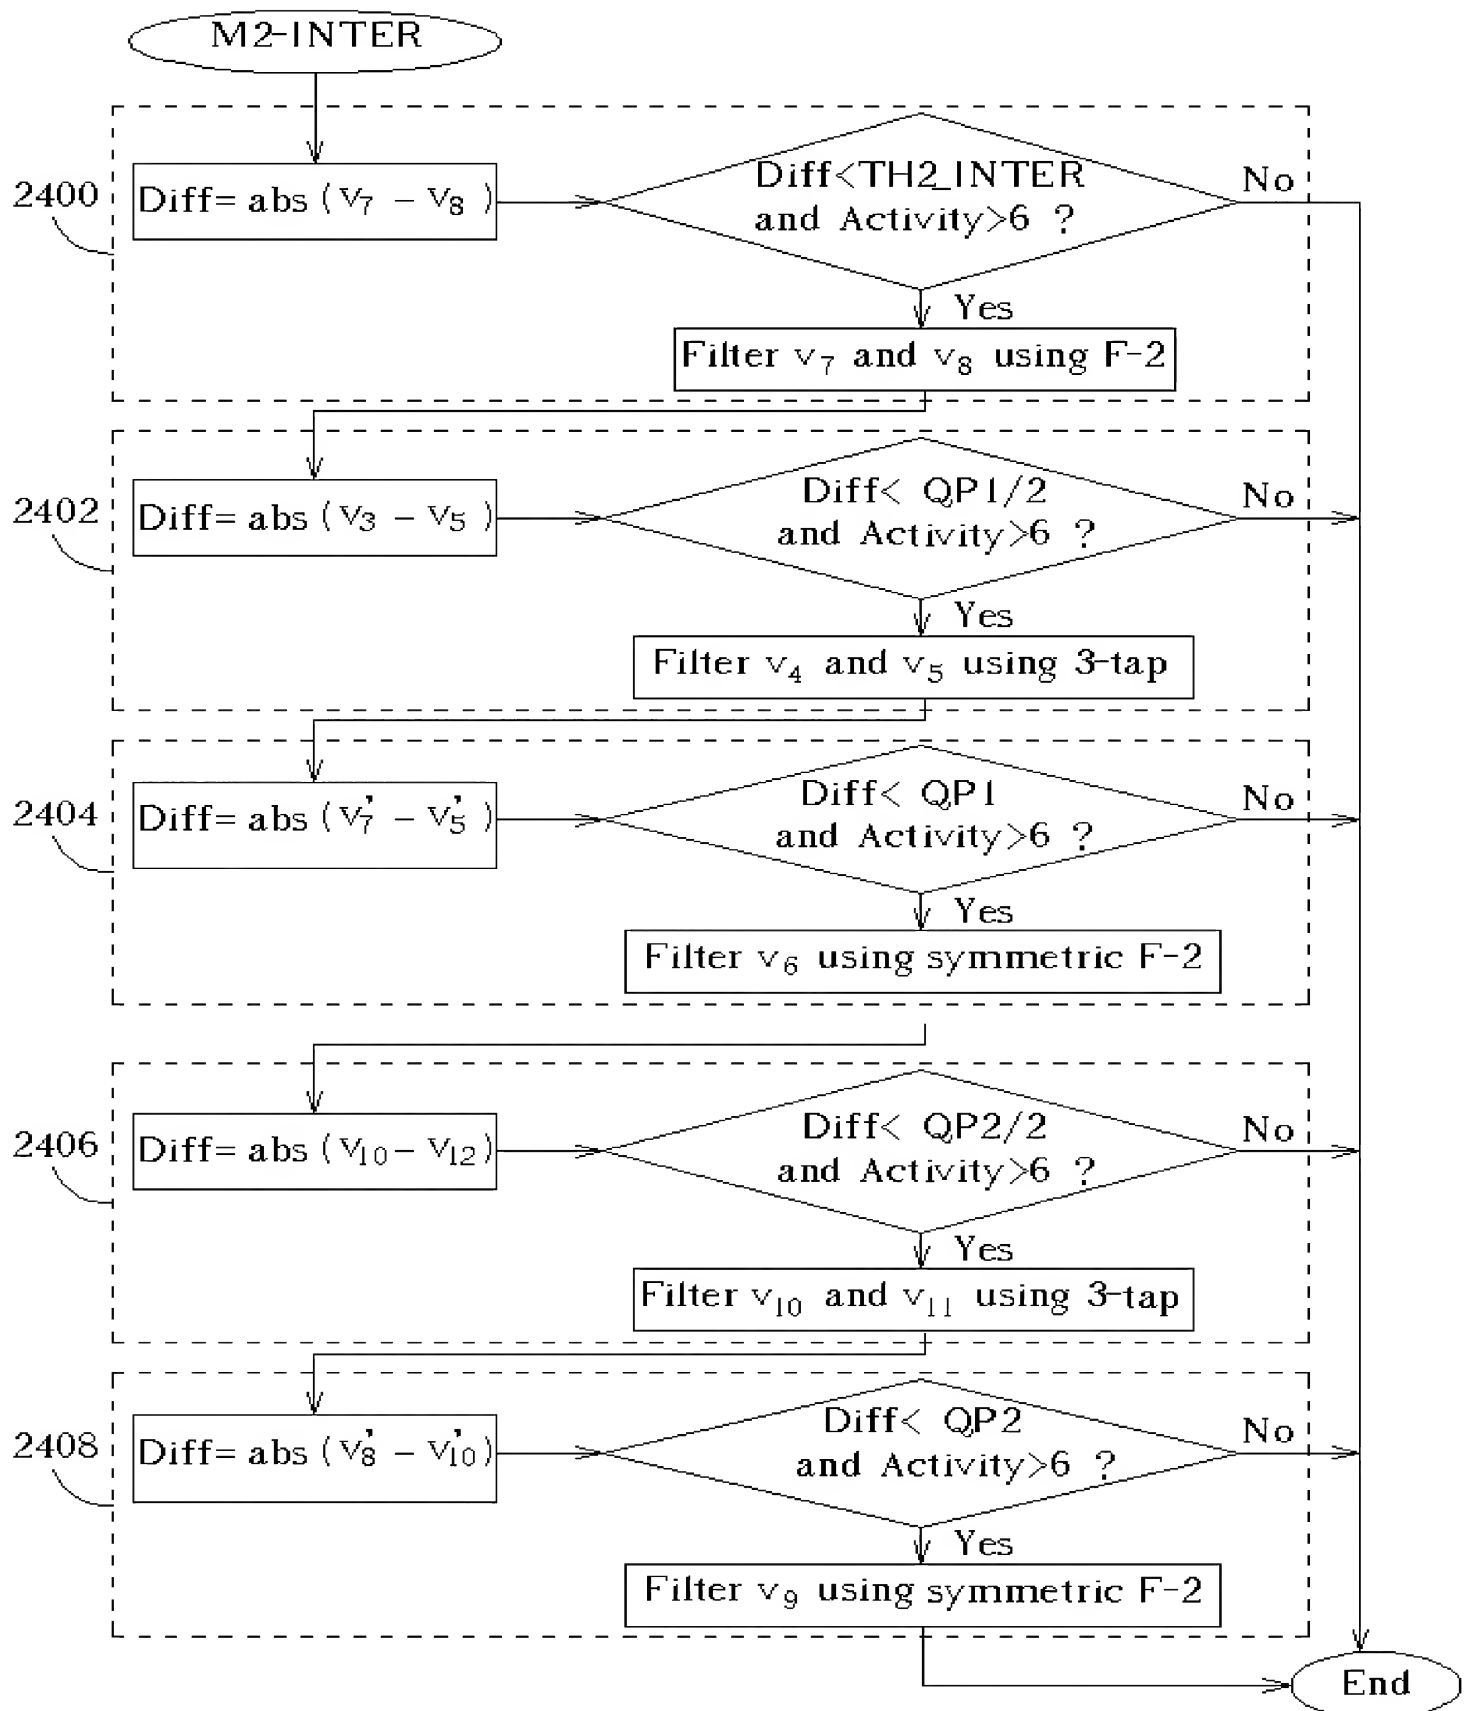 M2-INTER
2400
Diff= abs (v₇ - v₈ )
Diff<TH2_INTER
and Activity>6 ?
No
Yes
Filter v₇ and v₈ using F-2
2402
Diff= abs (v₃ - v₅ )
Diff< QP1/2
and Activity>6 ?
No
Yes
Filter v₄ and v₅ using 3-tap
2404
Diff= abs (v₇' - v₅' )
Diff< QP1
and Activity>6 ?
No
Yes
Filter v₆ using symmetric F-2
2406
Diff= abs (v₁₀- v₁₂)
Diff< QP2/2
and Activity>6 ?
No
Yes
Filter v₁₀ and v₁₁ using 3-tap
2408
Diff= abs (v₈' - v₁₀')
Diff< QP2
and Activity>6 ?
No
Yes
Filter v₉ using symmetric F-2
End